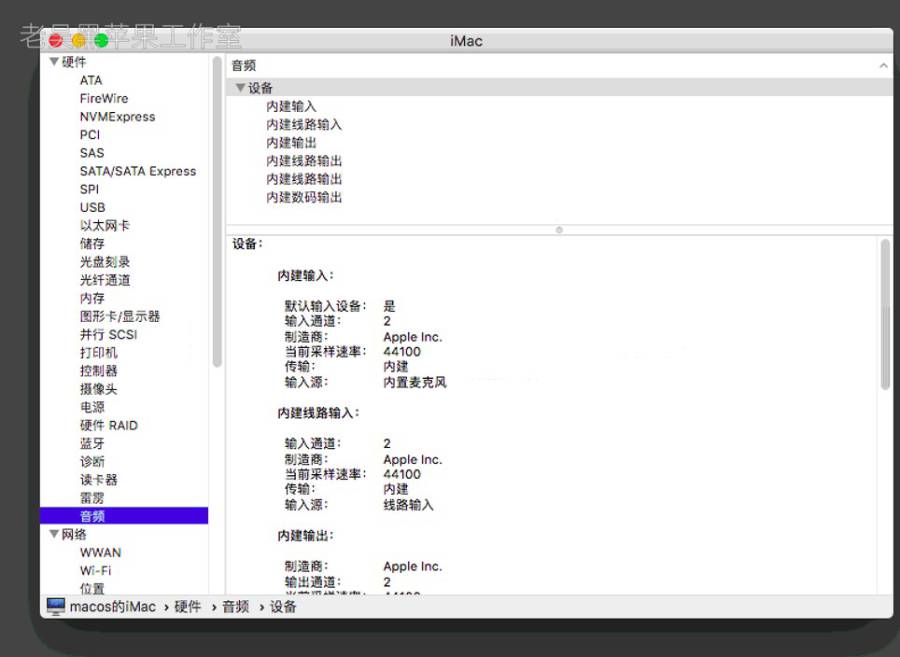 老吴黑苹果工作室
iMac
硬件
ATA
FireWire
NVMExpress
PCI
SAS
SATA/SATA Express
SPI
USB
以太网卡
储存
光盘刻录
光纤通道
内存
图形卡/显示器
并行 SCSI
打印机
控制器
摄像头
电源
硬件 RAID
蓝牙
诊断
读卡器
雷雳
音频
网络
WWAN
Wi-Fi
位置
音频
设备
内建输入
内建线路输入
内建输出
内建线路输出
内建线路输出
内建数码输出
设备：
内建输入：
默认输入设备： 是
输入通道： 2
制造商： Apple Inc.
当前采样速率： 44100
传输： 内建
输入源： 内置麦克风
内建线路输入：
输入通道： 2
制造商： Apple Inc.
当前采样速率： 44100
传输： 内建
输入源： 线路输入
内建输出：
制造商： Apple Inc.
输出通道： 2
当前采样速率： 44100
macos的iMac › 硬件 › 音频 › 设备